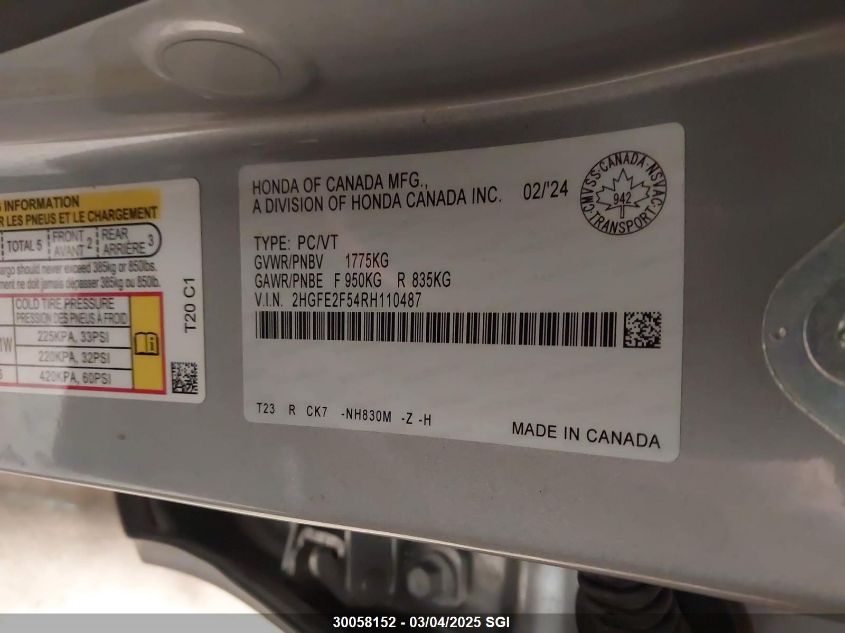 G INFORMATION
R LES PNEUS ET LE CHARGEMENT
TOTAL 5 FRONT AVANT 2 REAR ARRIÈRE 3
cargo should never exceed 385kg or 850lbs.
ment ne doit jamais dépasser 385kg ou 850lb.
COLD TIRE PRESSURE
PRESSION DES PNEUS À FROID
1W 225KPA, 33PSI
220KPA, 32PSI
420KPA, 60PSI
T20 C1
HONDA OF CANADA MFG.,
A DIVISION OF HONDA CANADA INC. 02/'24
CMVSS-CANADA-NSVAC
942
TRANSPORT
TYPE: PC/VT
GVWR/PNBV 1775KG
GAWR/PNBE F 950KG R 835KG
V.I.N. 2HGFE2F54RH110487
T23 R CK7 -NH830M -Z -H
MADE IN CANADA
30058152 - 03/04/2025 SGI